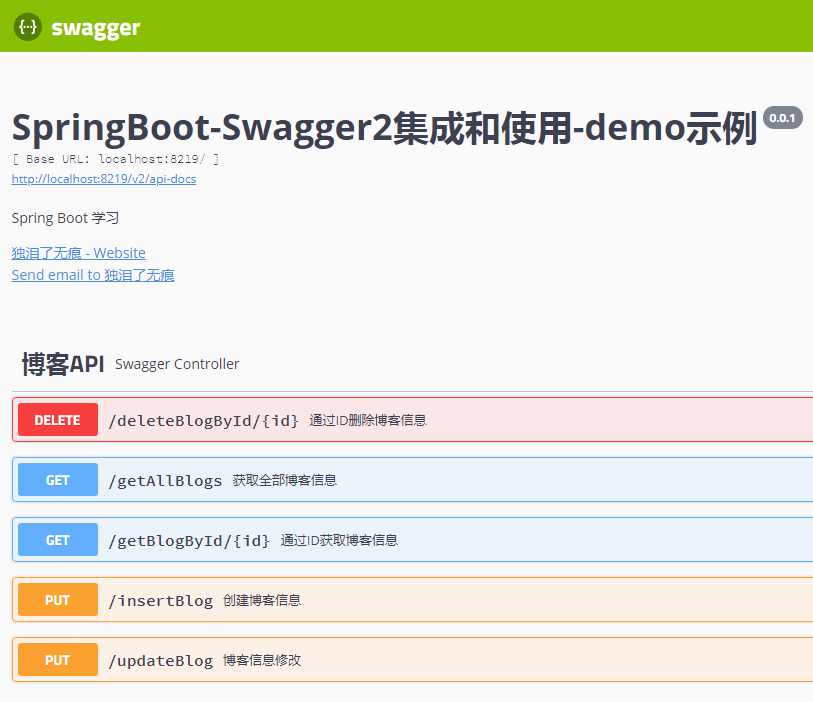 {···} swagger
SpringBoot-Swagger2集成和使用-demo示例 0.0.1
[ Base URL: localhost:8219/ ]
http://localhost:8219/v2/api-docs
Spring Boot 学习
独泪了无痕 - Website
Send email to 独泪了无痕
博客API Swagger Controller
DELETE /deleteBlogById/{id} 通过ID删除博客信息
GET /getAllBlogs 获取全部博客信息
GET /getBlogById/{id} 通过ID获取博客信息
PUT /insertBlog 创建博客信息
PUT /updateBlog 博客信息修改